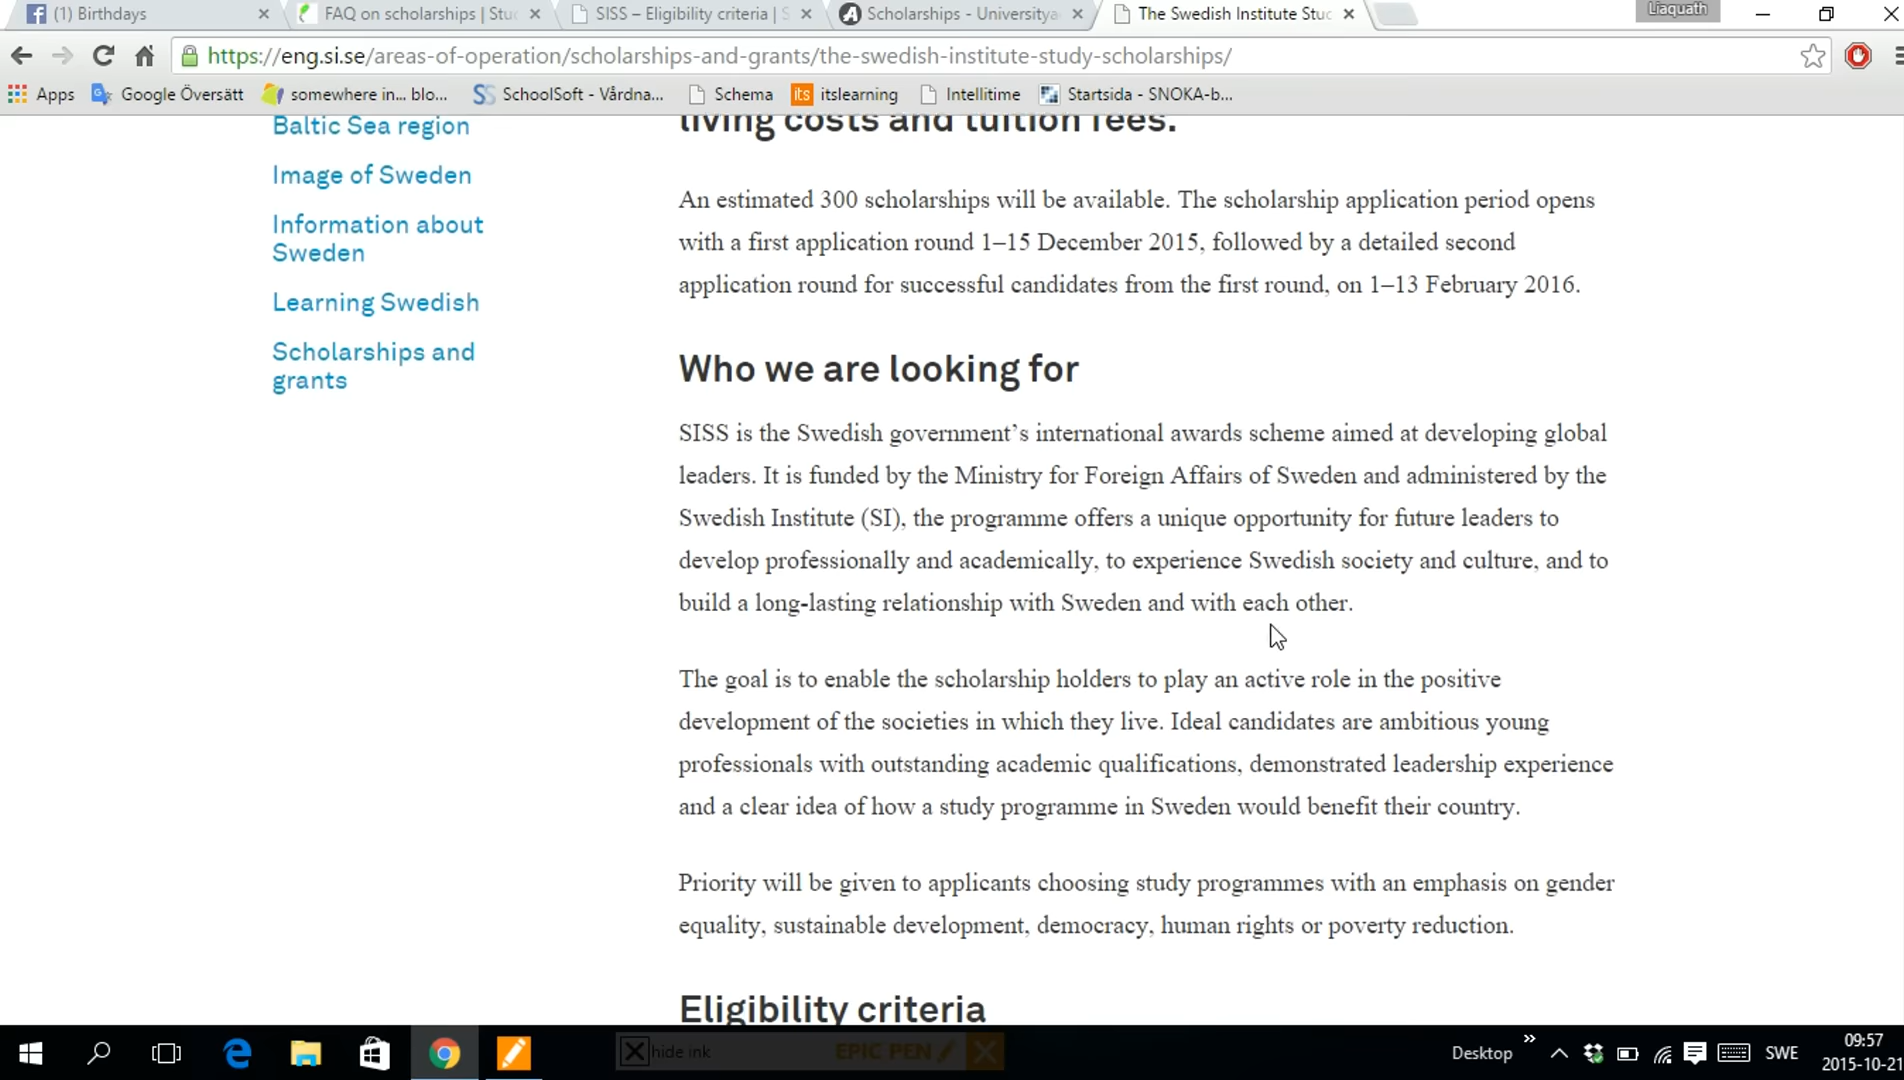 (1) Birthdays
FAQ on scholarships | Stu
SISS – Eligibility criteria | S
Scholarships - Universitya
The Swedish Institute Stu
Liaquath
https://eng.si.se/areas-of-operation/scholarships-and-grants/the-swedish-institute-study-scholarships/
Apps
Google Översätt
somewhere in... blo...
SchoolSoft - Vårdna...
Schema
its
itslearning
Intellitime
Startsida - SNOKA-b...
Baltic Sea region
Image of Sweden
Information about
Sweden
Learning Swedish
Scholarships and
grants
living costs and tuition fees.
An estimated 300 scholarships will be available. The scholarship application period opens
with a first application round 1–15 December 2015, followed by a detailed second
application round for successful candidates from the first round, on 1–13 February 2016.
Who we are looking for
SISS is the Swedish government’s international awards scheme aimed at developing global
leaders. It is funded by the Ministry for Foreign Affairs of Sweden and administered by the
Swedish Institute (SI), the programme offers a unique opportunity for future leaders to
develop professionally and academically, to experience Swedish society and culture, and to
build a long-lasting relationship with Sweden and with each other.
The goal is to enable the scholarship holders to play an active role in the positive
development of the societies in which they live. Ideal candidates are ambitious young
professionals with outstanding academic qualifications, demonstrated leadership experience
and a clear idea of how a study programme in Sweden would benefit their country.
Priority will be given to applicants choosing study programmes with an emphasis on gender
equality, sustainable development, democracy, human rights or poverty reduction.
Eligibility criteria
hide ink
EPIC PEN
Desktop
SWE
09:57
2015-10-21